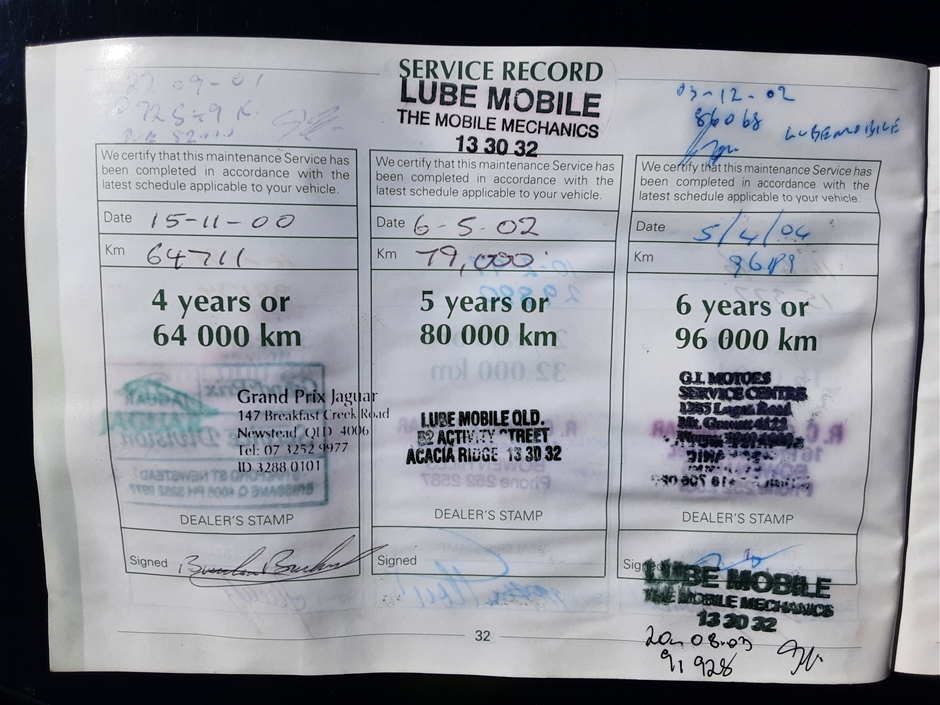 27.09-01
SERVICE RECORD
LUBE MOBILE
THE MOBILE MECHANICS
13 30 32
03-12-02
86068
LUBEMOBILE
We certify that this maintenance Service has
been completed in accordance with the
latest schedule applicable to your vehicle.
Date 15-11-00
Km 64711
4 years or
64 000 km
Grand Prix Jaguar
147 Breakfast Creek Road
Newstead QLD 4006
Tel: 07 3252 9977
ID 3288 0101
DEALER'S STAMP
Signed
We certify that this maintenance Service has
been completed in accordance with the
latest schedule applicable to your vehicle.
Date 6-5-02
Km 79,000
5 years or
80 000 km
LUBE MOBILE QLD.
82 ACTIVITY STREET
ACACIA RIDGE 13 30 32
DEALER'S STAMP
Signed
We certify that this maintenance Service has
been completed in accordance with the
latest schedule applicable to your vehicle.
Date 5/4/04
Km
6 years or
96 000 km
G.I. MOTOES
SERVICE CENTRE
Logan Road
DEALER'S STAMP
LUBE MOBILE
THE MOBILE MECHANICS
13 30 32
20-08-03
91928
32